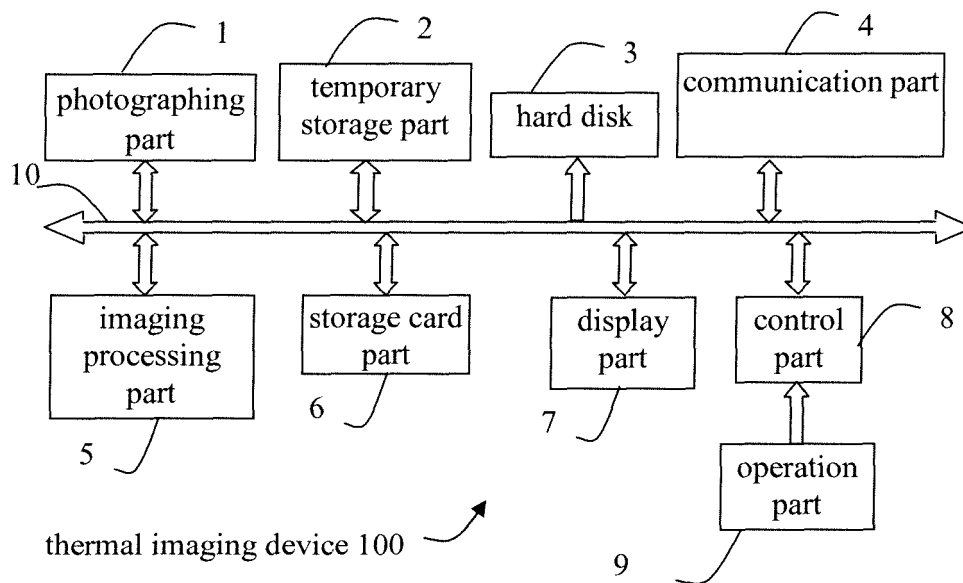 1
2
3
4
photographing
part
temporary
storage part
hard disk
communication part
10
imaging
processing
part
storage card
part
display
part
control
part
8
5
6
7
operation
part
thermal imaging device 100
9